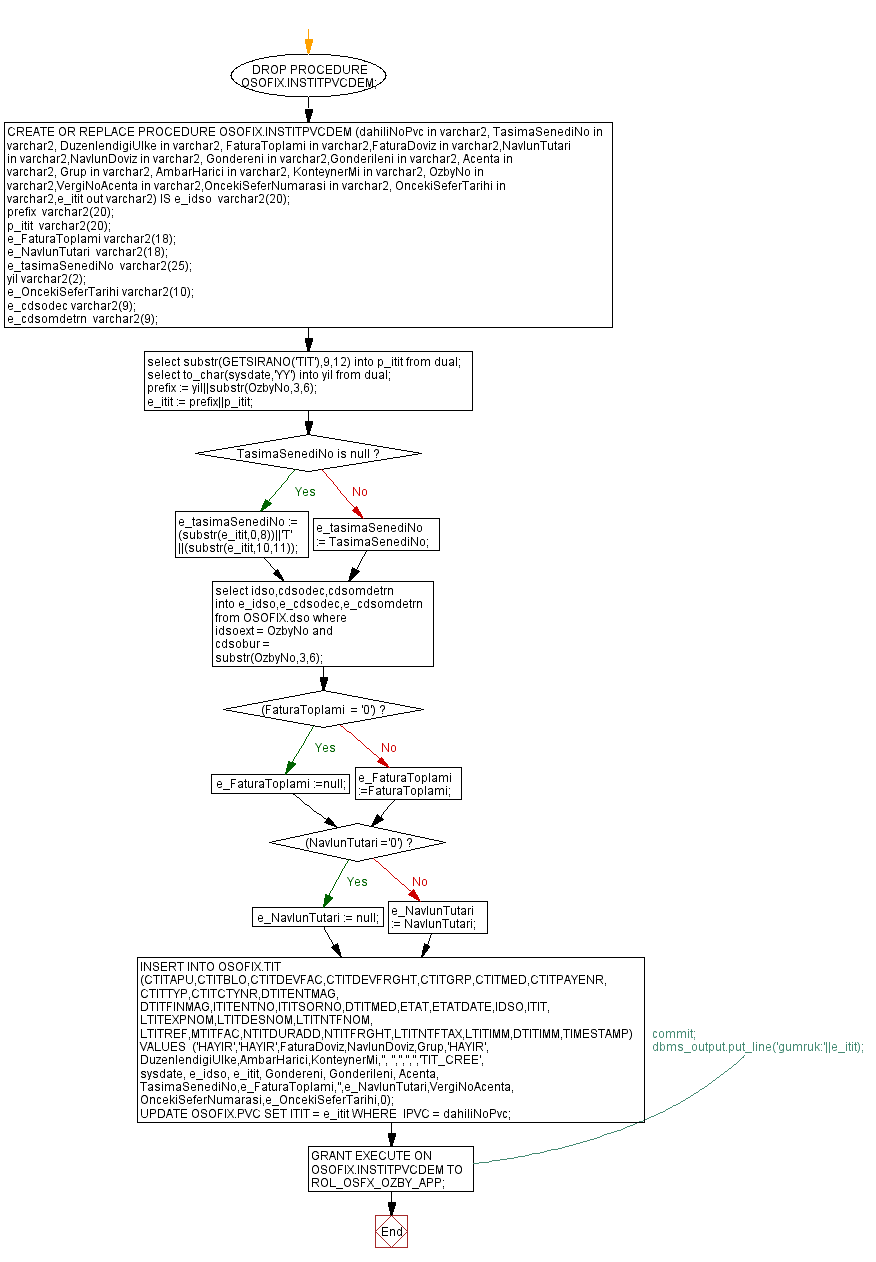 DROP PROCEDURE
OSOFIX.INSTITPVCDEM;
CREATE OR REPLACE PROCEDURE OSOFIX.INSTITPVCDEM (dahiliNoPvc in varchar2, TasimaSenediNo in
varchar2, DuzenlendigiUlke in varchar2, FaturaToplami in varchar2,FaturaDoviz in varchar2,NavlunTutari
in varchar2,NavlunDoviz in varchar2, Gondereni in varchar2,Gonderileni in varchar2, Acenta in
varchar2, Grup in varchar2, AmbarHarici in varchar2, KonteynerMi in varchar2, OzbyNo in
varchar2,VergiNoAcenta in varchar2,OncekiSeferNumarasi in varchar2, OncekiSeferTarihi in
varchar2,e_itit out varchar2) IS e_idso  varchar2(20);
prefix  varchar2(20);
p_itit  varchar2(20);
e_FaturaToplami varchar2(18);
e_NavlunTutari  varchar2(18);
e_tasimaSenediNo  varchar2(25);
yil varchar2(2);
e_OncekiSeferTarihi varchar2(10);
e_cdsodec varchar2(9);
e_cdsomdetrn  varchar2(9);
select substr(GETSIRANO('TIT'),9,12) into p_itit from dual;
select to_char(sysdate,'YY') into yil from dual;
prefix := yil||substr(OzbyNo,3,6);
e_itit := prefix||p_itit;
TasimaSenediNo is null ?
Yes
No
e_tasimaSenediNo :=
(substr(e_itit,0,8))||'T'
||(substr(e_itit,10,11));
e_tasimaSenediNo
:= TasimaSenediNo;
select idso,cdsodec,cdsomdetrn
into e_idso,e_cdsodec,e_cdsomdetrn
from OSOFIX.dso where
idsoext = OzbyNo and
cdsobur =
substr(OzbyNo,3,6);
(FaturaToplami  = '0') ?
Yes
No
e_FaturaToplami :=null;
e_FaturaToplami
:=FaturaToplami;
(NavlunTutari ='0') ?
Yes
No
e_NavlunTutari := null;
e_NavlunTutari
:= NavlunTutari;
INSERT INTO OSOFIX.TIT
(CTITAPU,CTITBLO,CTITDEVFAC,CTITDEVFRGHT,CTITGRP,CTITMED,CTITPAYENR,
CTITTYP,CTITCTYNR,DTITENTMAG,
DTITFINMAG,ITITENTNO,ITITSORNO,DTITMED,ETAT,ETATDATE,IDSO,ITIT,
LTITEXPNOM,LTITDESNOM,LTITNTFNOM,
LTITREF,MTITFAC,NTITDURADD,NTITFRGHT,LTITNTFTAX,LTITIMM,DTITIMM,TIMESTAMP)
VALUES  ('HAYIR','HAYIR',FaturaDoviz,NavlunDoviz,Grup,'HAYIR',
DuzenlendigiUlke,AmbarHarici,KonteynerMi,'', '','','','','TIT_CREE',
sysdate, e_idso, e_itit, Gondereni, Gonderileni, Acenta,
TasimaSenediNo,e_FaturaToplami,'',e_NavlunTutari,VergiNoAcenta,
OncekiSeferNumarasi,e_OncekiSeferTarihi,0);
UPDATE OSOFIX.PVC SET ITIT = e_itit WHERE  IPVC = dahiliNoPvc;
commit;
dbms_output.put_line('gumruk:'||e_itit);
GRANT EXECUTE ON
OSOFIX.INSTITPVCDEM TO
ROL_OSFX_OZBY_APP;
End